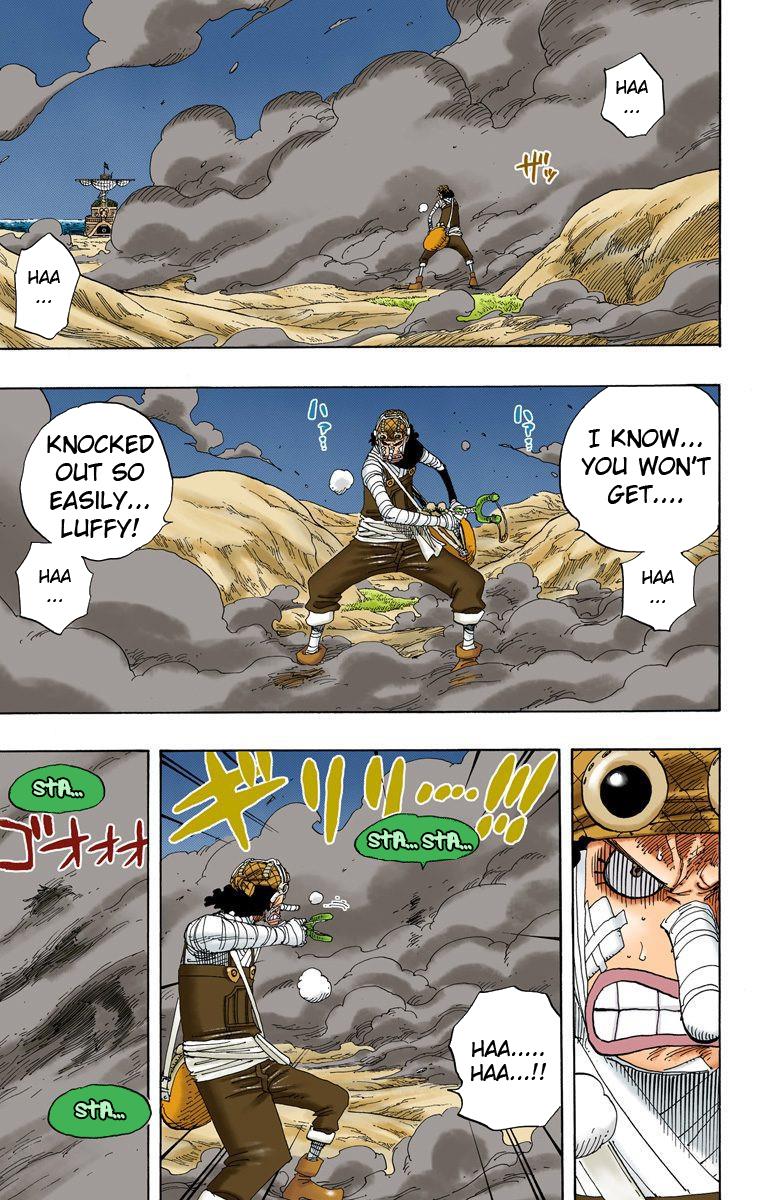 HAA
...
ザッ
HAA
...
I KNOW...
YOU WON'T
GET....
HAA
...
ハァ…
ハァ…
KNOCKED
OUT SO
EASILY...
LUFFY!
HAA
...
ギリリ…‥!!!
STA... STA...
HAA.....
HAA...!!
STA...
ゴオオオ
STA...